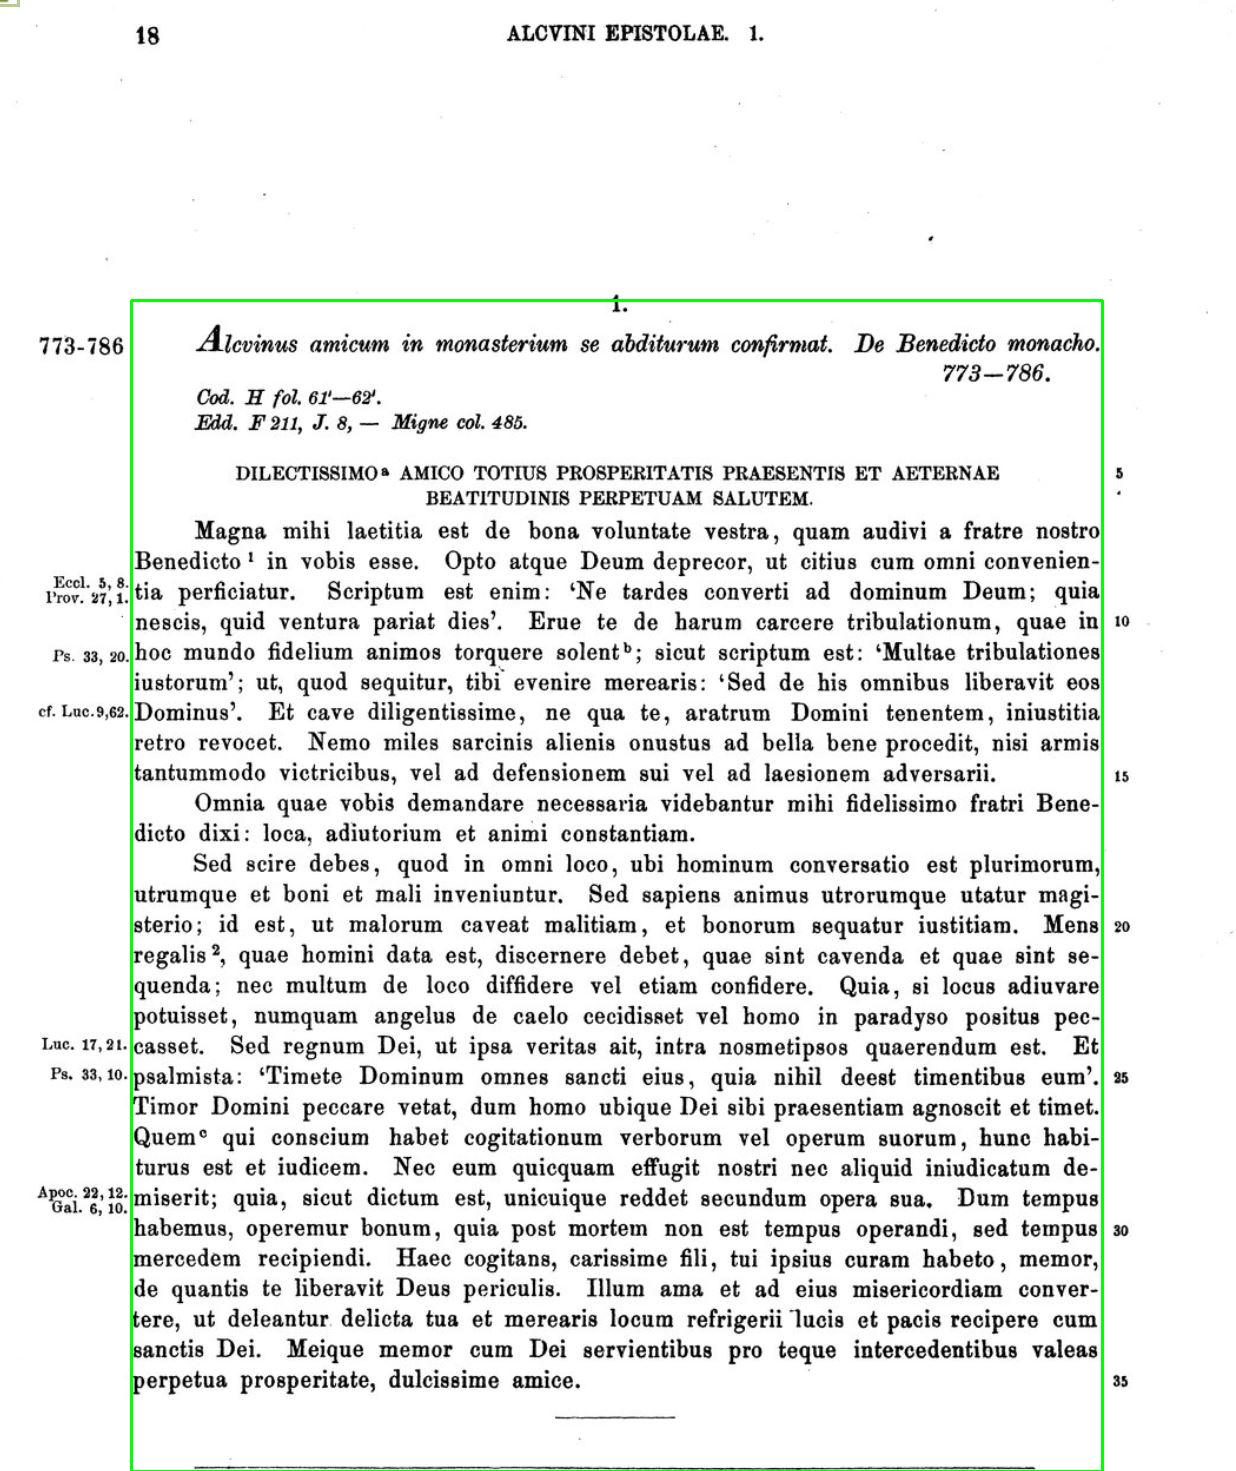 18
ALCVINI EPISTOLAE. 1.
1.
773-786
Alcvinus amicum in monasterium se abditurum confirmat. De Benedicto monacho.
773—786.
Cod. H fol. 61'—62'.
Edd. F 211, J. 8, — Migne col. 485.
DILECTISSIMOᵃ AMICO TOTIUS PROSPERITATIS PRAESENTIS ET AETERNAE 5
BEATITUDINIS PERPETUAM SALUTEM.
Magna mihi laetitia est de bona voluntate vestra, quam audivi a fratre nostro
Benedicto ¹ in vobis esse. Opto atque Deum deprecor, ut citius cum omni convenien-
Eccl. 5, 8.
Prov. 27, 1.
tia perficiatur. Scriptum est enim: ‘Ne tardes converti ad dominum Deum; quia
nescis, quid ventura pariat dies’. Erue te de harum carcere tribulationum, quae in 10
Ps. 33, 20. hoc mundo fidelium animos torquere solentᵇ; sicut scriptum est: ‘Multae tribulationes
iustorum’; ut, quod sequitur, tibi evenire merearis: ‘Sed de his omnibus liberavit eos
cf. Luc. 9,62. Dominus’. Et cave diligentissime, ne qua te, aratrum Domini tenentem, iniustitia
retro revocet. Nemo miles sarcinis alienis onustus ad bella bene procedit, nisi armis
tantummodo victricibus, vel ad defensionem sui vel ad laesionem adversarii. 15
Omnia quae vobis demandare necessaria videbantur mihi fidelissimo fratri Bene-
dicto dixi: loca, adiutorium et animi constantiam.
Sed scire debes, quod in omni loco, ubi hominum conversatio est plurimorum,
utrumque et boni et mali inveniuntur. Sed sapiens animus utrorumque utatur magi-
sterio; id est, ut malorum caveat malitiam, et bonorum sequatur iustitiam. Mens 20
regalis ², quae homini data est, discernere debet, quae sint cavenda et quae sint se-
quenda; nec multum de loco diffidere vel etiam confidere. Quia, si locus adiuvare
potuisset, numquam angelus de caelo cecidisset vel homo in paradyso positus pec-
Luc. 17, 21. casset. Sed regnum Dei, ut ipsa veritas ait, intra nosmetipsos quaerendum est. Et
Ps. 33, 10. psalmista: ‘Timete Dominum omnes sancti eius, quia nihil deest timentibus eum’. 25
Timor Domini peccare vetat, dum homo ubique Dei sibi praesentiam agnoscit et timet.
Quemᶜ qui conscium habet cogitationum verborum vel operum suorum, hunc habi-
turus est et iudicem. Nec eum quicquam effugit nostri nec aliquid iniudicatum de-
Apoc. 22, 12.
Gal. 6, 10.
miserit; quia, sicut dictum est, unicuique reddet secundum opera sua. Dum tempus
habemus, operemur bonum, quia post mortem non est tempus operandi, sed tempus 30
mercedem recipiendi. Haec cogitans, carissime fili, tui ipsius curam habeto, memor,
de quantis te liberavit Deus periculis. Illum ama et ad eius misericordiam conver-
tere, ut deleantur delicta tua et merearis locum refrigerii lucis et pacis recipere cum
sanctis Dei. Meique memor cum Dei servientibus pro teque intercedentibus valeas
perpetua prosperitate, dulcissime amice. 35